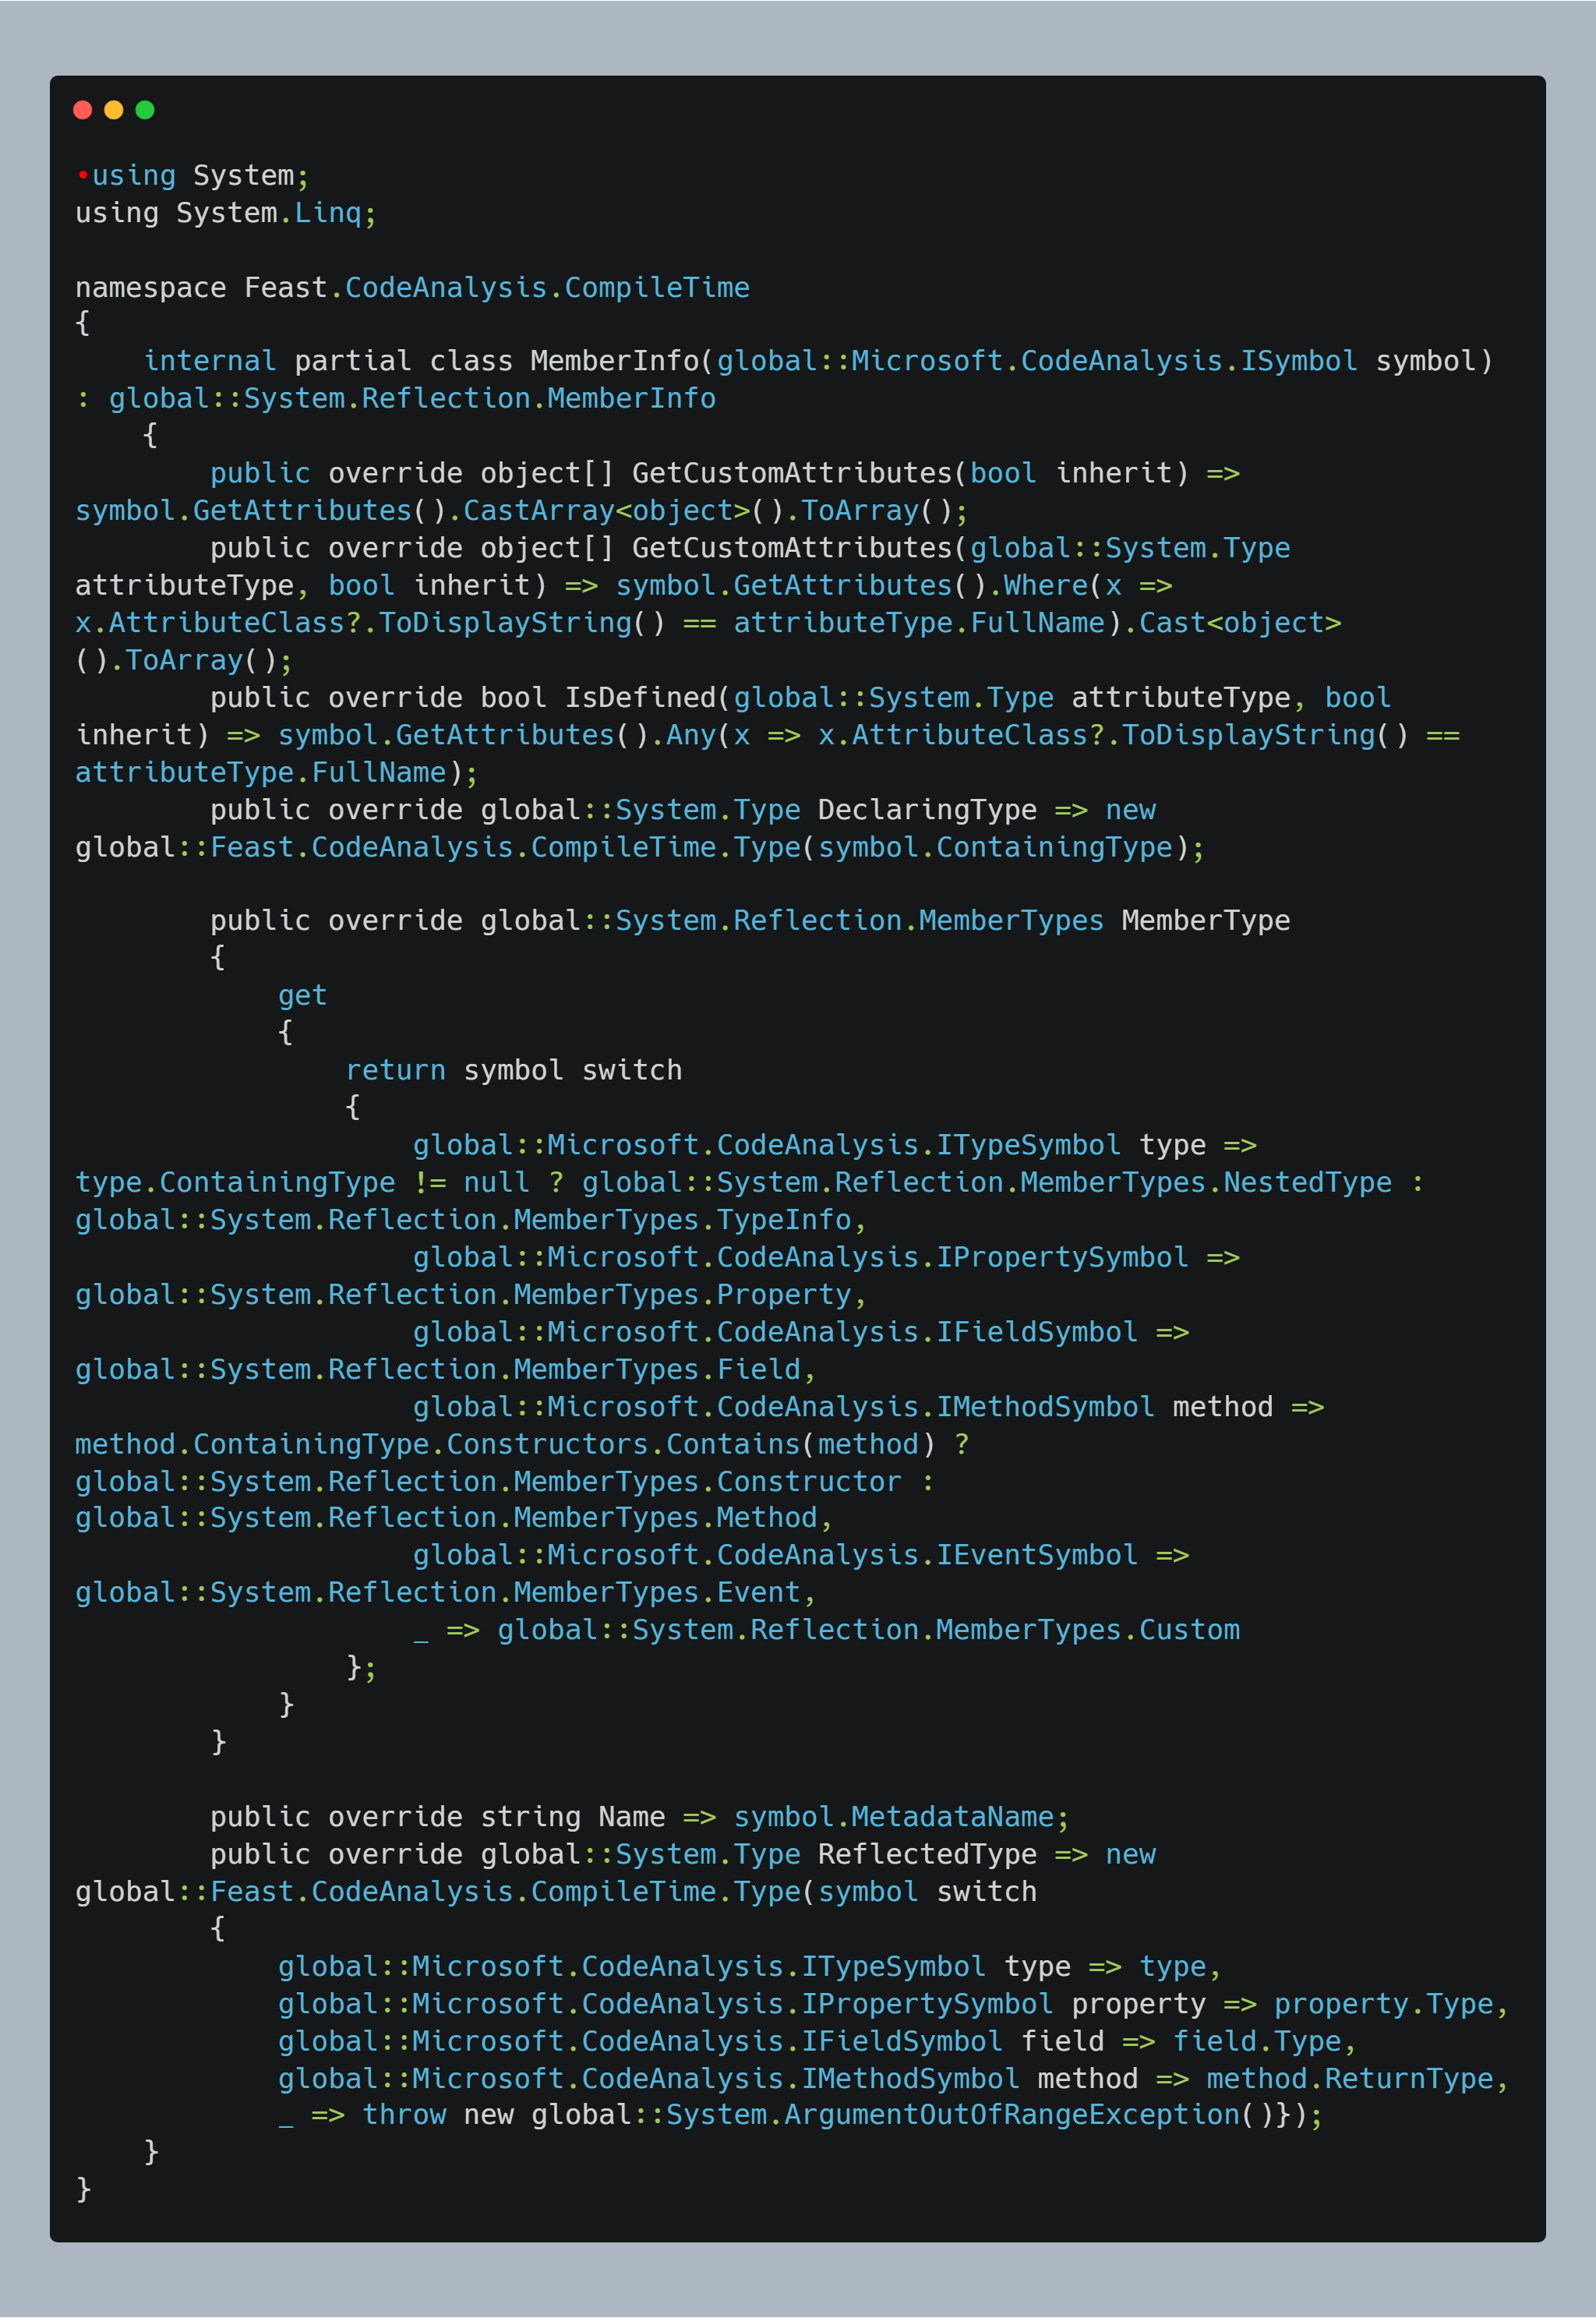 •using System;
using System.Linq;

namespace Feast.CodeAnalysis.CompileTime
{
    internal partial class MemberInfo(global::Microsoft.CodeAnalysis.ISymbol symbol)
: global::System.Reflection.MemberInfo
    {
        public override object[] GetCustomAttributes(bool inherit) =>
symbol.GetAttributes().CastArray<object>().ToArray();
        public override object[] GetCustomAttributes(global::System.Type
attributeType, bool inherit) => symbol.GetAttributes().Where(x =>
x.AttributeClass?.ToDisplayString() == attributeType.FullName).Cast<object>
().ToArray();
        public override bool IsDefined(global::System.Type attributeType, bool
inherit) => symbol.GetAttributes().Any(x => x.AttributeClass?.ToDisplayString() ==
attributeType.FullName);
        public override global::System.Type DeclaringType => new
global::Feast.CodeAnalysis.CompileTime.Type(symbol.ContainingType);

        public override global::System.Reflection.MemberTypes MemberType
        {
            get
            {
                return symbol switch
                {
                    global::Microsoft.CodeAnalysis.ITypeSymbol type =>
type.ContainingType != null ? global::System.Reflection.MemberTypes.NestedType :
global::System.Reflection.MemberTypes.TypeInfo,
                    global::Microsoft.CodeAnalysis.IPropertySymbol =>
global::System.Reflection.MemberTypes.Property,
                    global::Microsoft.CodeAnalysis.IFieldSymbol =>
global::System.Reflection.MemberTypes.Field,
                    global::Microsoft.CodeAnalysis.IMethodSymbol method =>
method.ContainingType.Constructors.Contains(method) ?
global::System.Reflection.MemberTypes.Constructor :
global::System.Reflection.MemberTypes.Method,
                    global::Microsoft.CodeAnalysis.IEventSymbol =>
global::System.Reflection.MemberTypes.Event,
                    _ => global::System.Reflection.MemberTypes.Custom
                };
            }
        }

        public override string Name => symbol.MetadataName;
        public override global::System.Type ReflectedType => new
global::Feast.CodeAnalysis.CompileTime.Type(symbol switch
        {
            global::Microsoft.CodeAnalysis.ITypeSymbol type => type,
            global::Microsoft.CodeAnalysis.IPropertySymbol property => property.Type,
            global::Microsoft.CodeAnalysis.IFieldSymbol field => field.Type,
            global::Microsoft.CodeAnalysis.IMethodSymbol method => method.ReturnType,
            _ => throw new global::System.ArgumentOutOfRangeException()});
    }
}